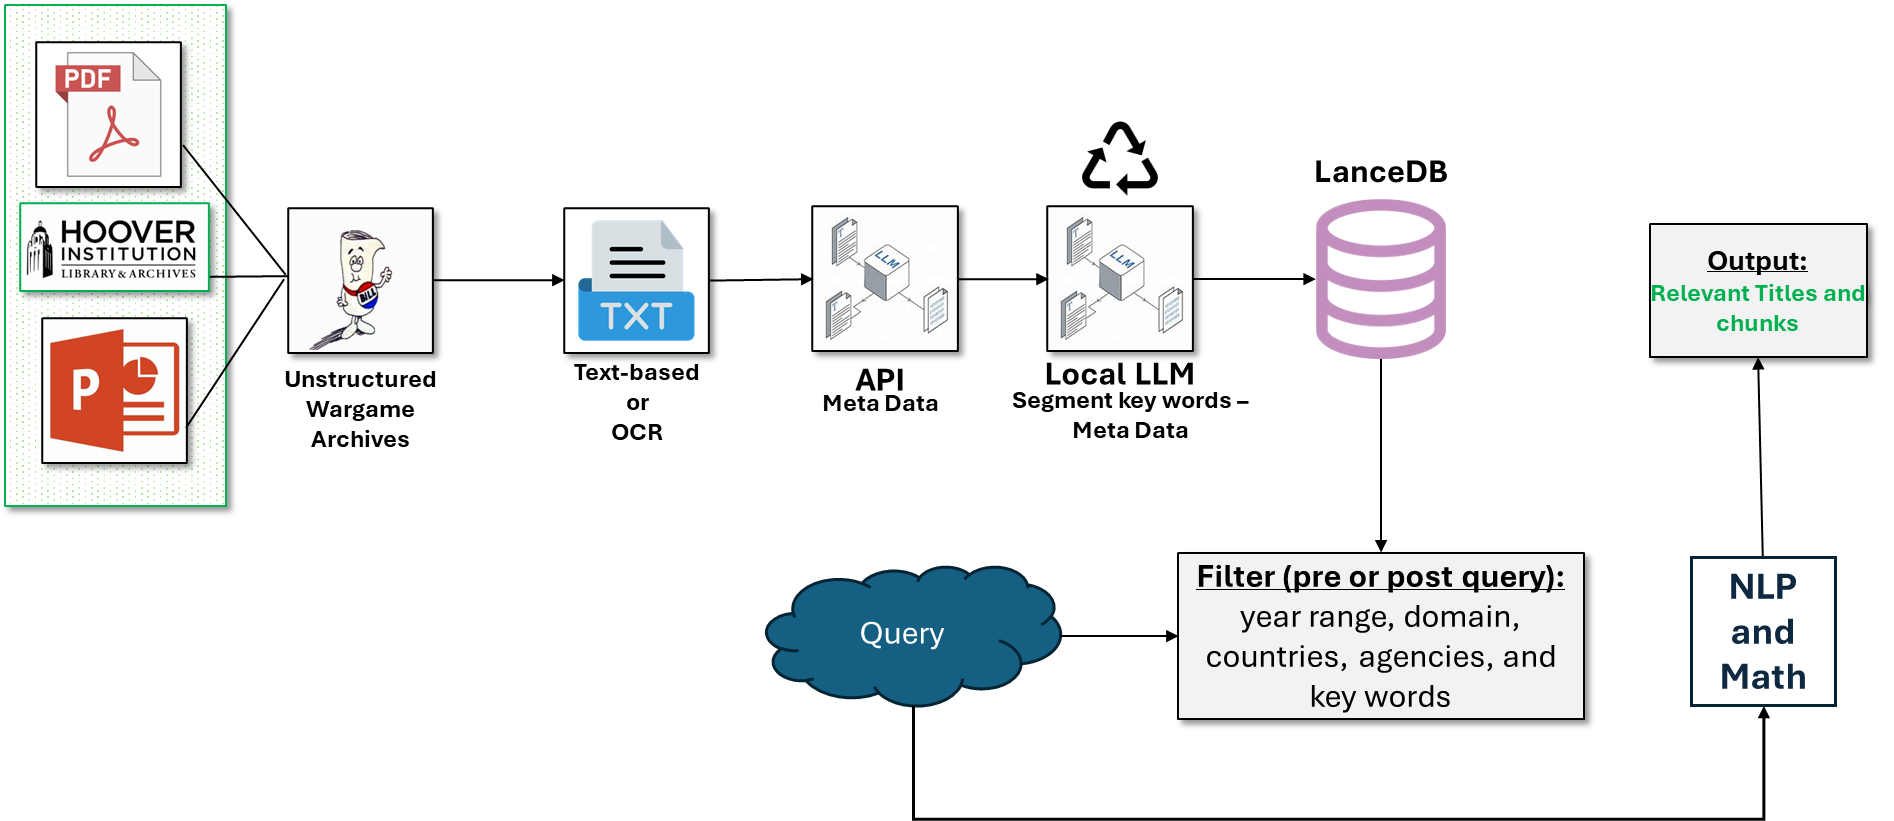 PDF
HOOVER
INSTITUTION
LIBRARY & ARCHIVES
P
BILL
Unstructured
Wargame
Archives
TXT
Text-based
or
OCR
T
LLM
T
API
Meta Data
T
LLM
T
Local LLM
Segment key words –
Meta Data
LanceDB
Output:
Relevant Titles and
chunks
Query
Filter (pre or post query):
year range, domain,
countries, agencies, and
key words
NLP
and
Math